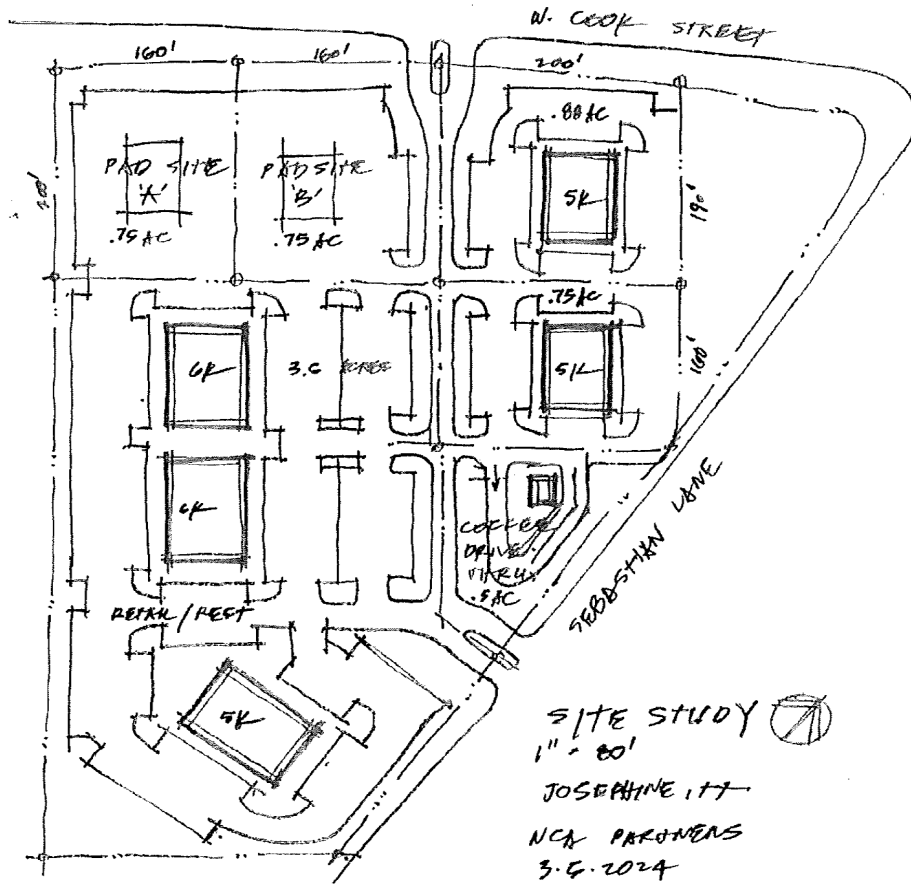 W. COOK STREET
160'
160'
200'
200'
PAD SITE
'A'
.75 AC
PAD SITE
'B'
.75 AC
.88 AC
5K
190'
.75 AC
5K
160'
6K
3.6 ACRES
6K
COFFEE
DRIVE
THRU
.5 AC
SEBASTIAN LANE
RETAIL / REST
5K
SITE STUDY
1" = 80'
JOSEPHINE, TX
NCA PARTNERS
3.5.2024